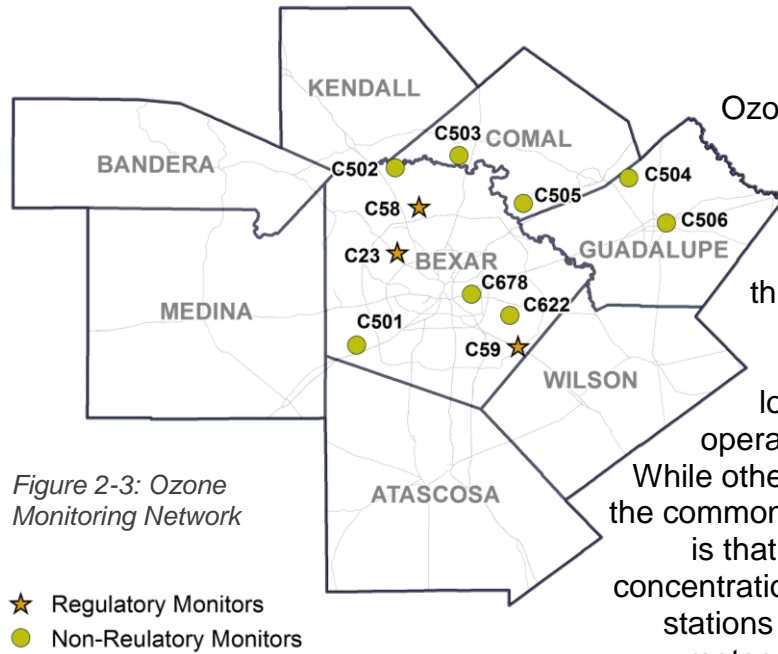 KENDALL
Ozo
COMAL
C503
BANDERA
C502
C504
C505
C58
C506
C23
BEXAR
GUADALUPE
C678
th
MEDINA
C622
C501
C59
WILSON
lo
opera
Figure 2-3: Ozone
Monitoring Network
ATASCOSA
While othe
the common
is that
concentratio
Regulatory Monitors
stations
Non-Reulatory Monitors